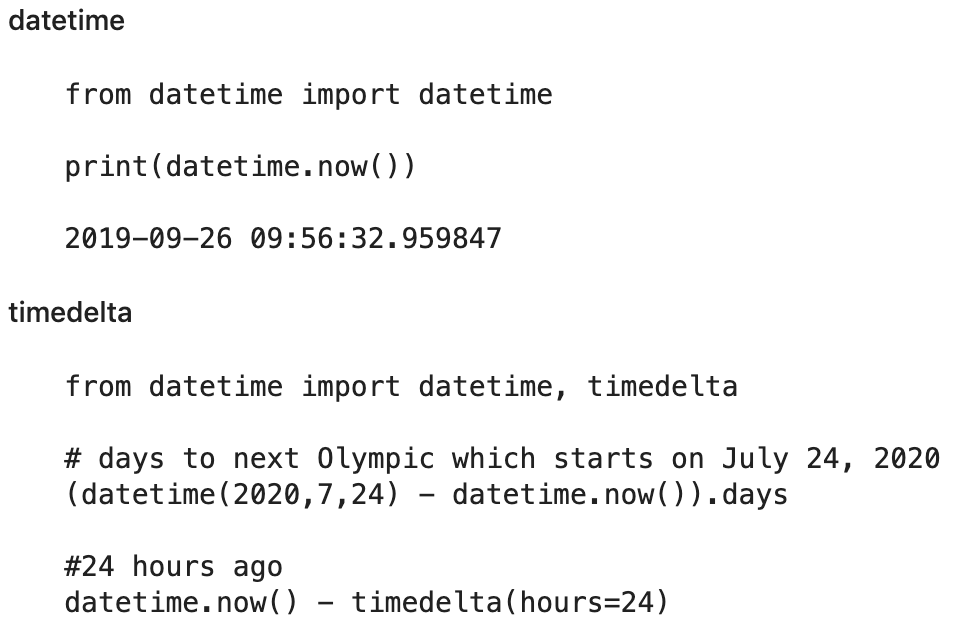 datetime
from datetime import datetime
print(datetime.now())
2019-09-26 09:56:32.959847
timedelta
from datetime import datetime, timedelta
# days to next Olympic which starts on July 24, 2020
(datetime(2020,7,24) - datetime.now()).days
#24 hours ago
datetime.now() - timedelta(hours=24)